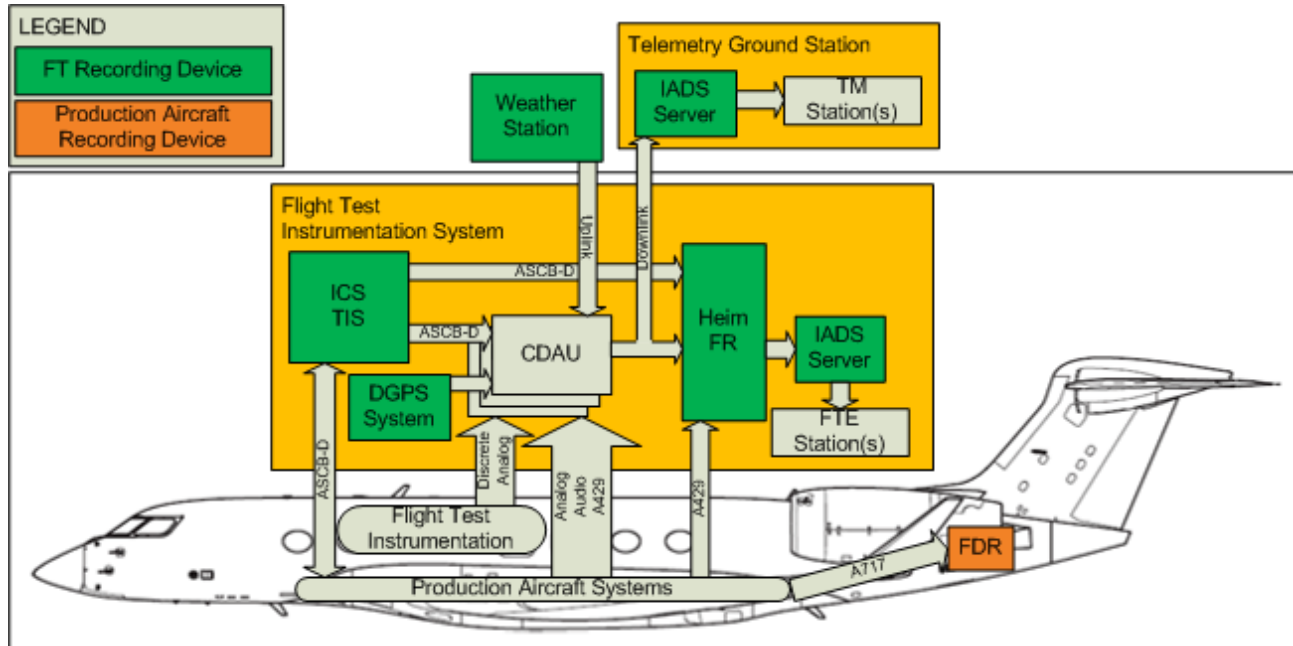 LEGEND
FT Recording Device
Production Aircraft
Recording Device
Telemetry Ground Station
IADS
Server
TM
Station(s)
Weather
Station
Uplink
Downlink
Flight Test
Instrumentation System
ICS
TIS
ASCB-D
ASCB-D
CDAU
Heim
FR
IADS
Server
DGPS
System
FTE
Station(s)
ASCB-D
Discrete
Analog
Analog
Audio
A429
A429
Flight Test
Instrumentation
Production Aircraft Systems
A717
FDR